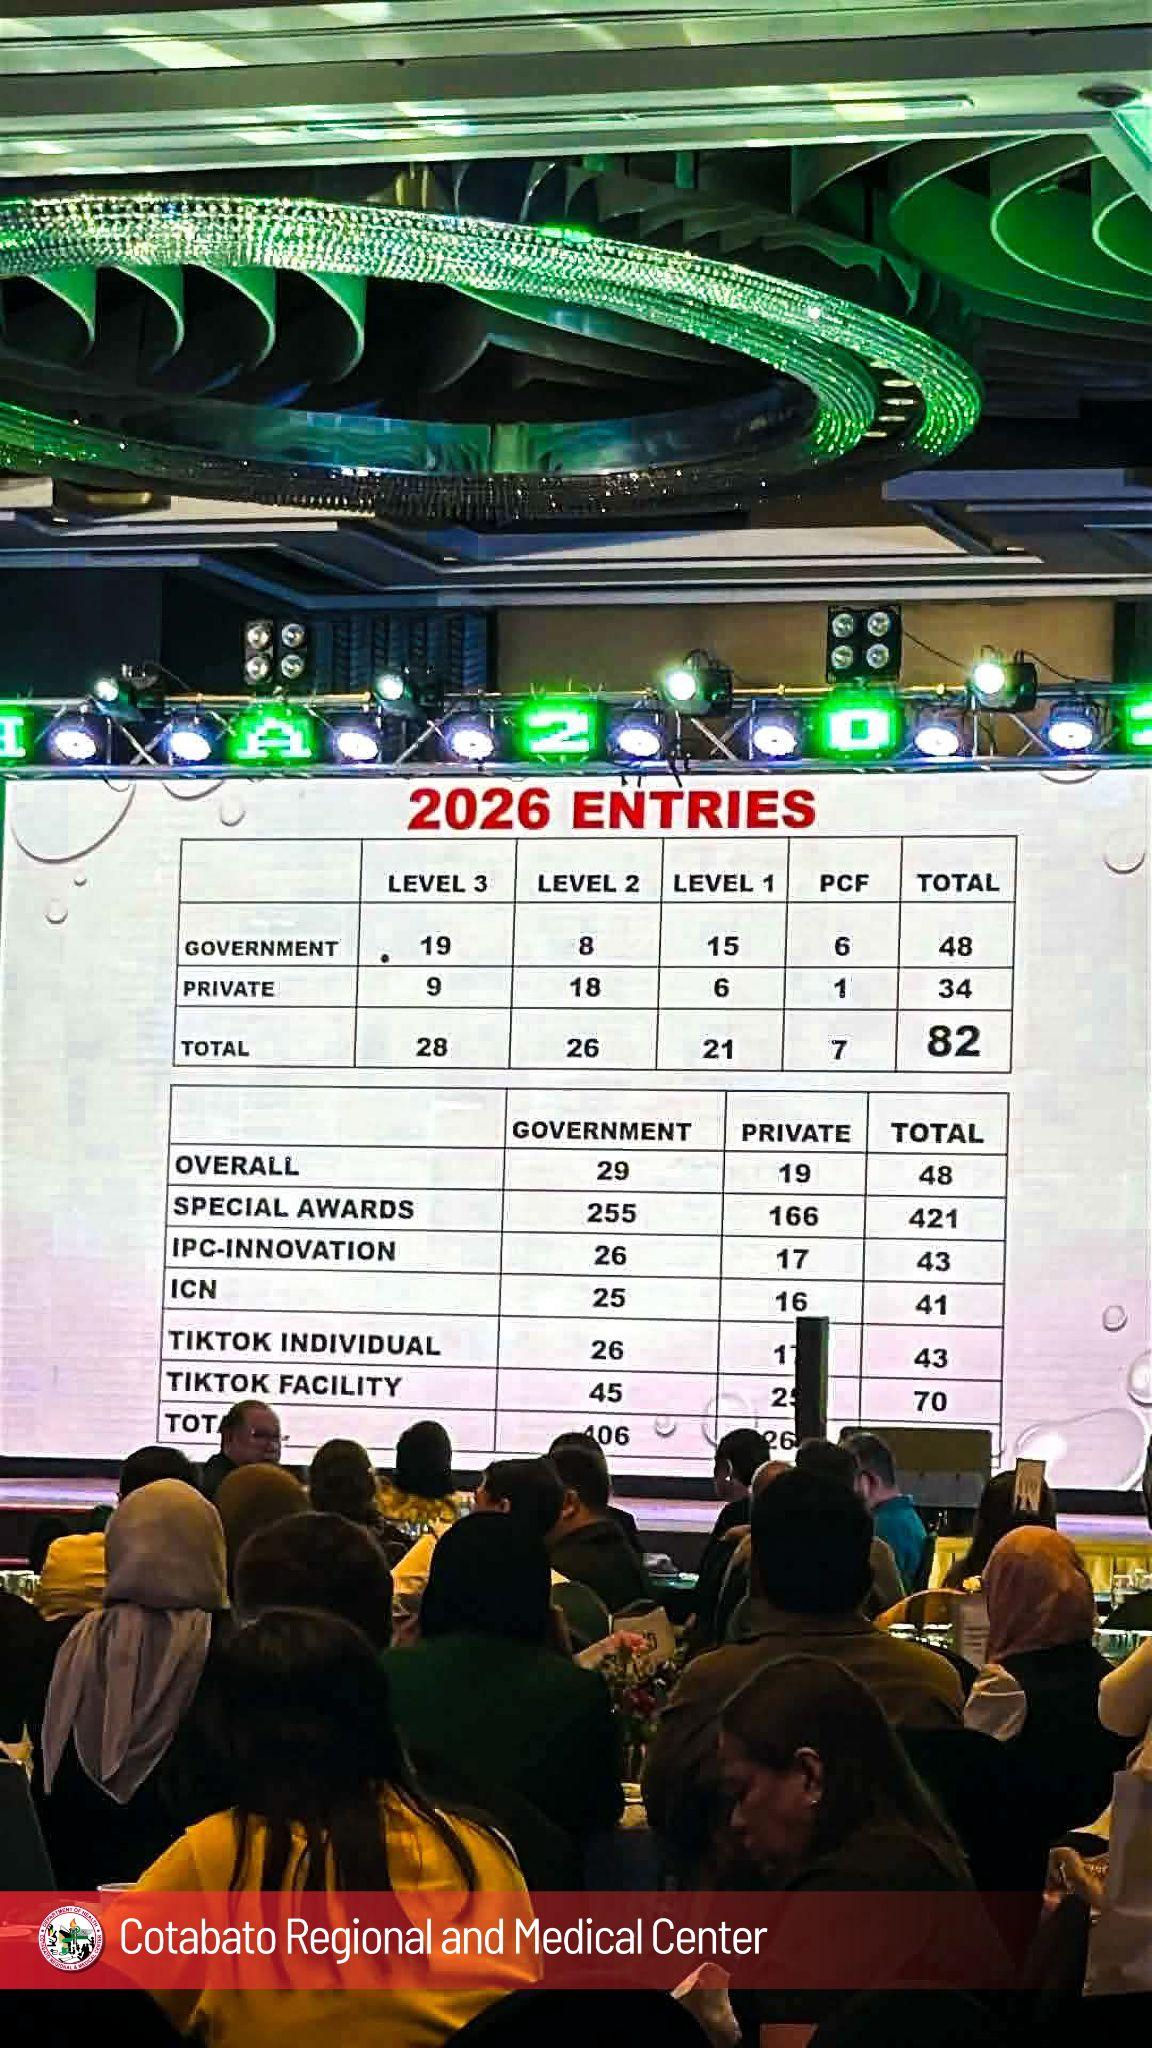 A 2 0
2026 ENTRIES
LEVEL 3 LEVEL 2 LEVEL 1 PCF TOTAL
GOVERNMENT 19 8 15 6 48
PRIVATE 9 18 6 1 34
TOTAL 28 26 21 7 82
GOVERNMENT PRIVATE TOTAL
OVERALL 29 19 48
SPECIAL AWARDS 255 166 421
IPC-INNOVATION 26 17 43
ICN 25 16 41
TIKTOK INDIVIDUAL 26 43
TIKTOK FACILITY 45 70
406
Cotabato Regional and Medical Center